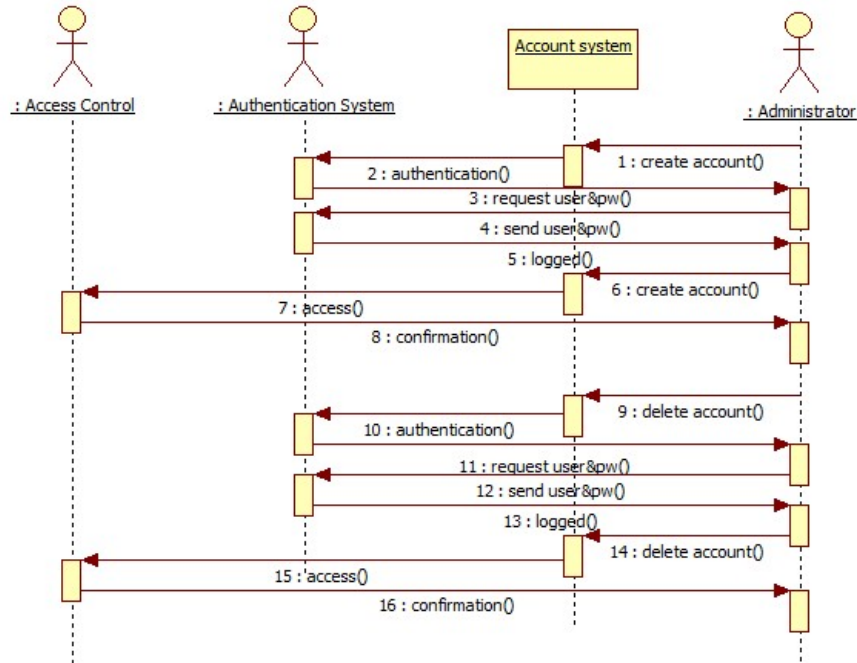 Account system
: Access Control
: Authentication System
: Administrator
1 : create account()
2 : authentication()
3 : request user&pw()
4 : send user&pw()
5 : logged()
6 : create account()
7 : access()
8 : confirmation()
9 : delete account()
10 : authentication()
11 : request user&pw()
12 : send user&pw()
13 : logged()
14 : delete account()
15 : access()
16 : confirmation()